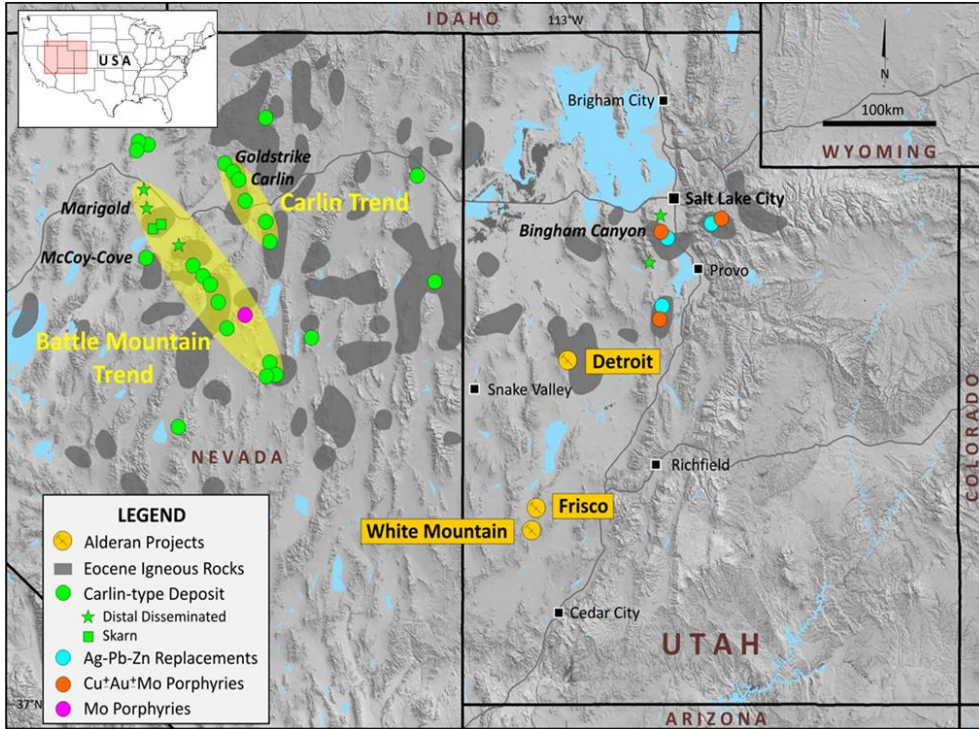 IDAHO
113°W
USA
N
100km
WYOMING
Brigham City
Goldstrike
Carlin
Marigold
Carlin Trend
Salt Lake City
Bingham Canyon
McCoy-Cove
Provo
Battle Mountain
Trend
Detroit
Snake Valley
COLORADO
NEVADA
Richfield
Frisco
White Mountain
LEGEND
Alderan Projects
Eocene Igneous Rocks
Carlin-type Deposit
Distal Disseminated
Skarn
Ag-Pb-Zn Replacements
Cu±Au±Mo Porphyries
Mo Porphyries
Cedar City
UTAH
37°N
ARIZONA